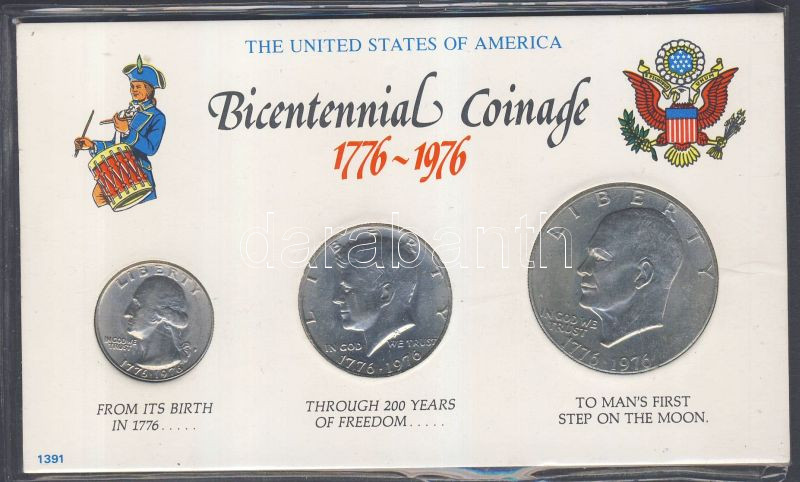 THE UNITED STATES OF AMERICA
Bicentennial Coinage
1776~1976
LIBERTY
IN GOD WE
TRUST
1776·1976
LIBERTY
IN GOD WE TRUST
1776·1976
LIBERTY
IN GOD WE
TRUST
1776 1976
darabanth
FROM ITS BIRTH
IN 1776.....
THROUGH 200 YEARS
OF FREEDOM.....
TO MAN'S FIRST
STEP ON THE MOON.
1391